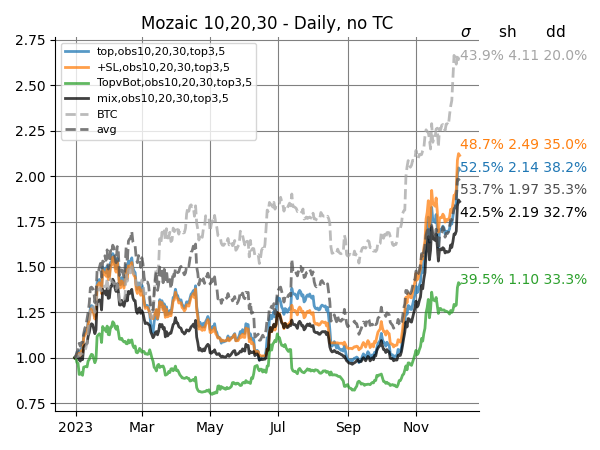 Mozaic 10,20,30 - Daily, no TC
σ sh dd
2.75
2.50
2.25
2.00
1.75
1.50
1.25
1.00
0.75
top,obs10,20,30,top3,5
+SL,obs10,20,30,top3,5
TopvBot,obs10,20,30,top3,5
mix,obs10,20,30,top3,5
BTC
avg
43.9% 4.11 20.0%
48.7% 2.49 35.0%
52.5% 2.14 38.2%
53.7% 1.97 35.3%
42.5% 2.19 32.7%
39.5% 1.10 33.3%
2023 Mar May Jul Sep Nov